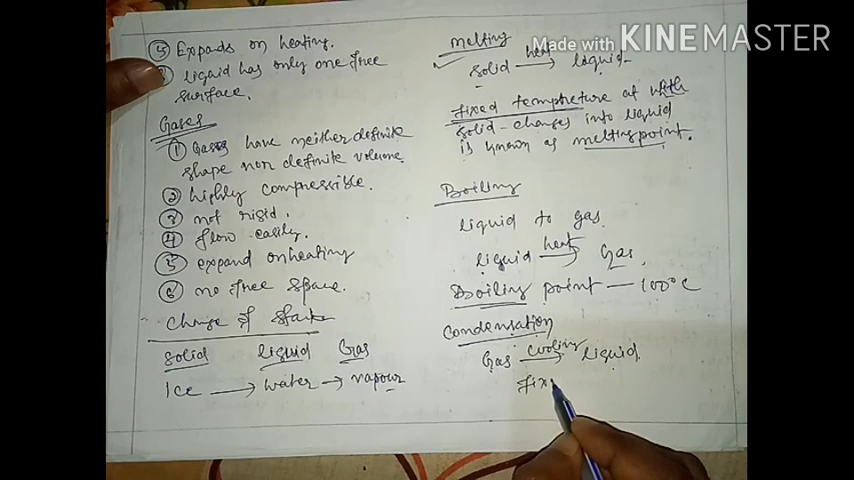 ⑤ Expands on heating.
liquid has only one free
surface.
Gases
① Gases have neither definite
shape nor definite volume
② highly compressible.
③ not rigid.
④ flow easily.
⑤ expand on heating
⑥ no free space.
Change of State
Solid liquid Gas
Ice → water → vapour
Made with KINEMASTER
Melting
solid heat → liquid
fixed tempreture at
solid changes into liquid
is known as melting point.
Boiling
liquid to gas.
liquid heat → Gas
Boiling point — 100°C
Condensation
Gas cooling → liquid
fix